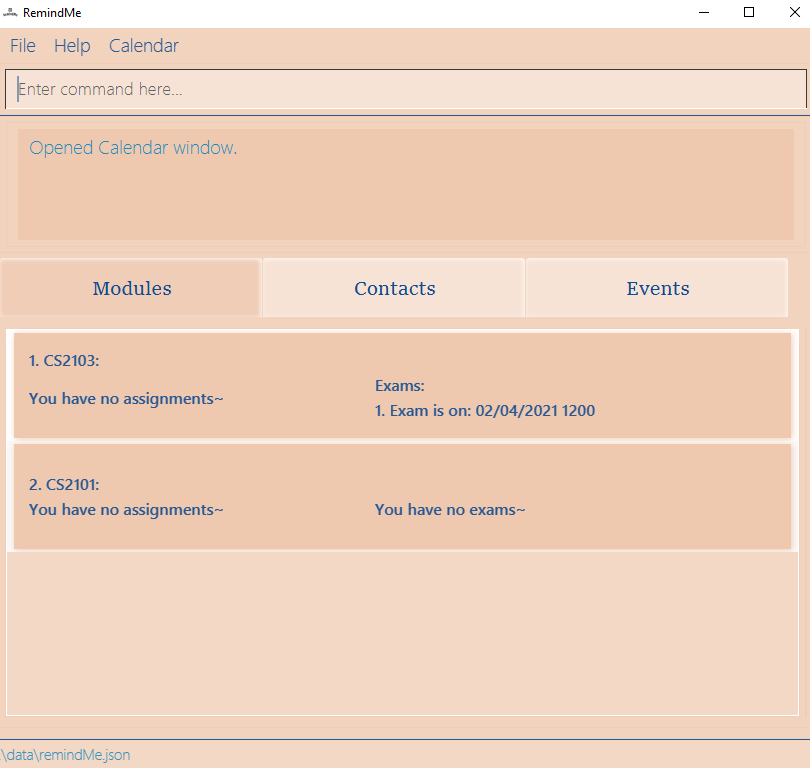 RemindMe
File Help Calendar
Enter command here...
Opened Calendar window.
Modules Contacts Events
1. CS2103:
You have no assignments~
Exams:
1. Exam is on: 02/04/2021 1200
2. CS2101:
You have no assignments~ You have no exams~
.\data\remindMe.json